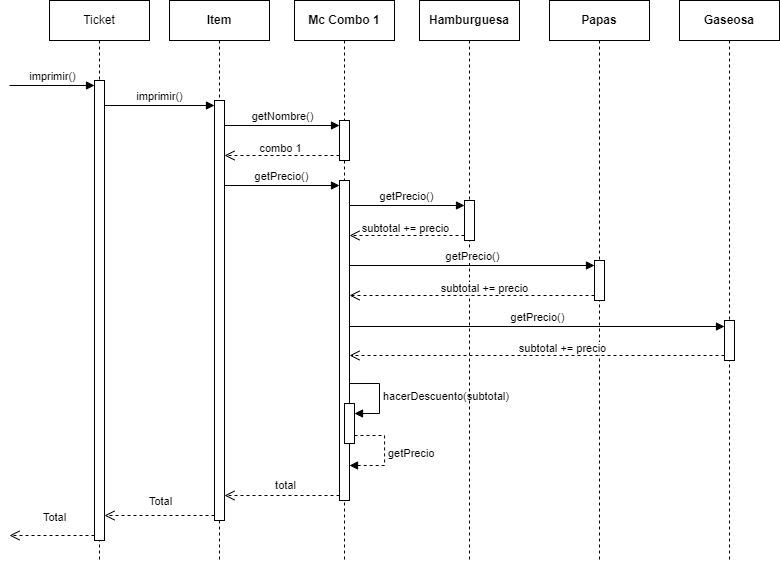 Ticket
Item
Mc Combo 1
Hamburguesa
Papas
Gaseosa
imprimir()
imprimir()
getNombre()
combo 1
getPrecio()
getPrecio()
subtotal += precio
getPrecio()
subtotal += precio
getPrecio()
subtotal += precio
hacerDescuento(subtotal)
getPrecio
total
Total
Total